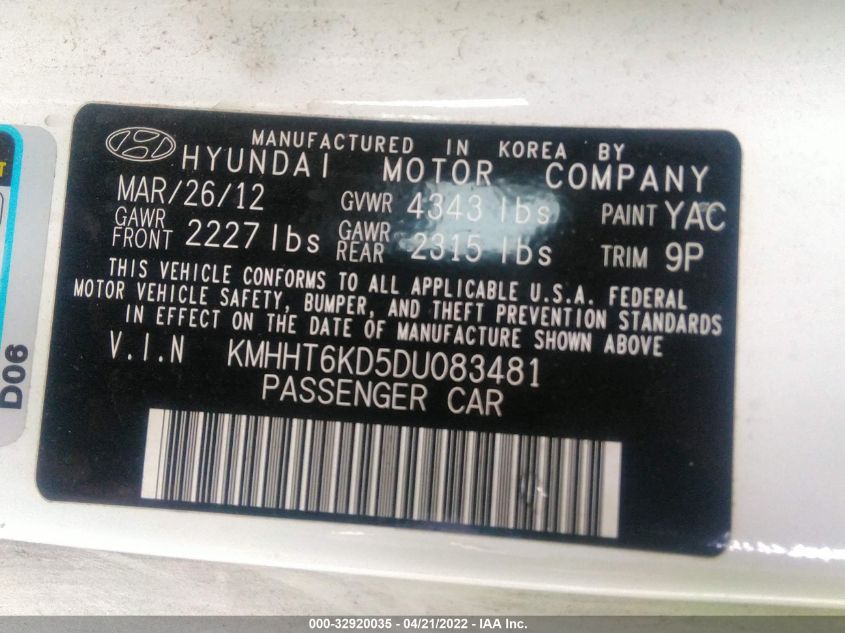 MANUFACTURED IN KOREA BY
HYUNDAI MOTOR COMPANY
MAR/26/12 GVWR 4343 lbs PAINT YAC
GAWR FRONT 2227 lbs GAWR REAR 2315 lbs TRIM 9P
THIS VEHICLE CONFORMS TO ALL APPLICABLE U.S.A. FEDERAL
MOTOR VEHICLE SAFETY, BUMPER, AND THEFT PREVENTION STANDARDS
IN EFFECT ON THE DATE OF MANUFACTURE SHOWN ABOVE
V.I.N KMHHT6KD5DU083481
PASSENGER CAR
D06
000-32920035 - 04/21/2022 - IAA Inc.